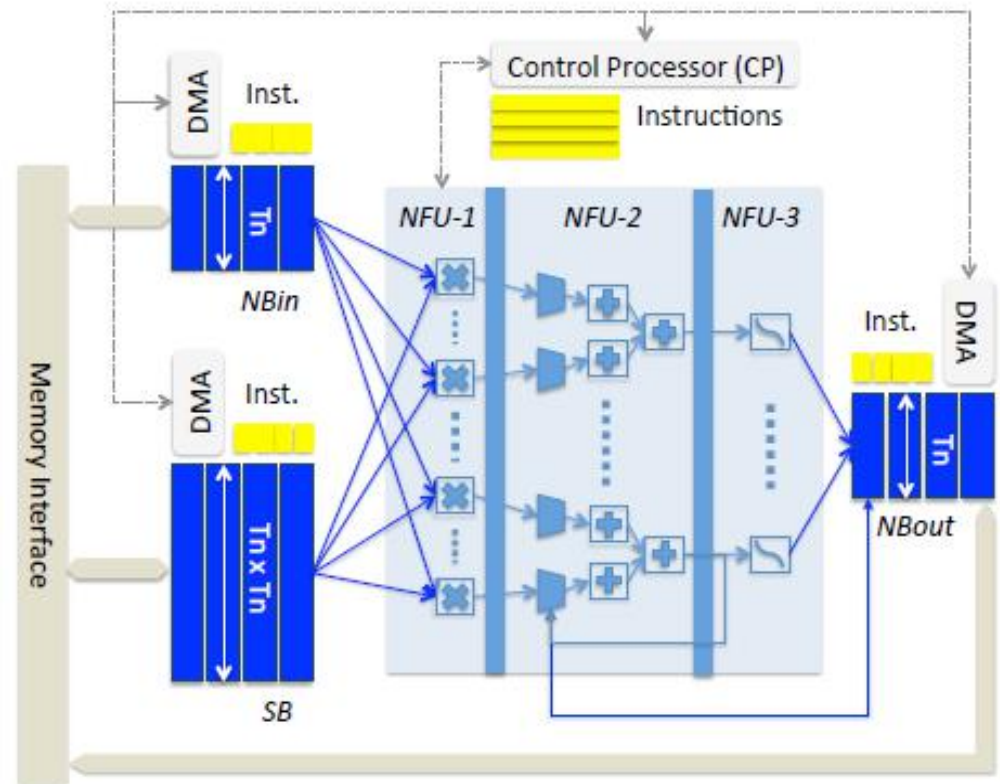 Control Processor (CP)
DMA
Inst.
Instructions
Tn
NBin
NFU-1
NFU-2
NFU-3
DMA
Inst.
Inst.
DMA
Memory Interface
Tn x Tn
Tn
NBout
SB